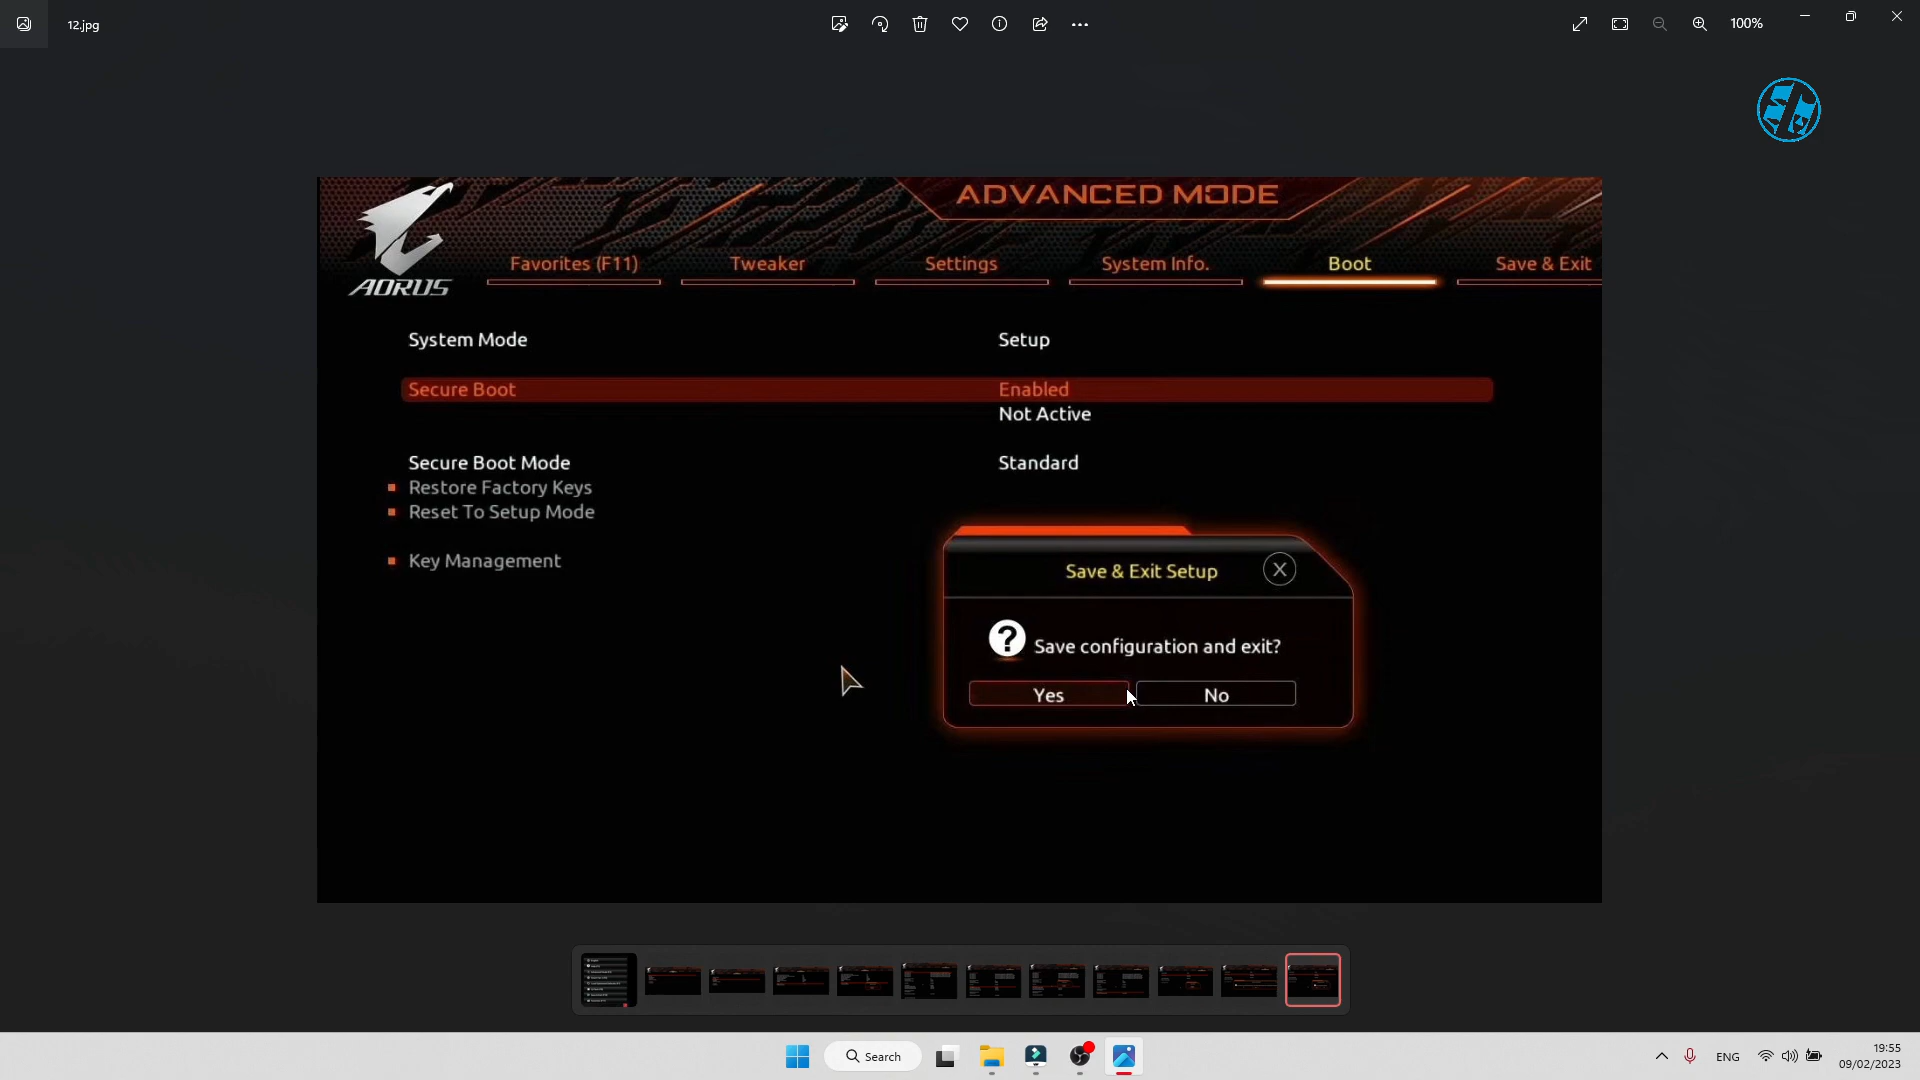 12.jpg
100%
ADVANCED MODE
AORUS
Favorites (F11)
Tweaker
Settings
System Info.
Boot
Save & Exit
System Mode
Setup
Secure Boot
Enabled
Not Active
Secure Boot Mode
Standard
Restore Factory Keys
Reset To Setup Mode
Key Management
Save & Exit Setup
X
?
Save configuration and exit?
Yes
No
Search
ENG
19:55
09/02/2023